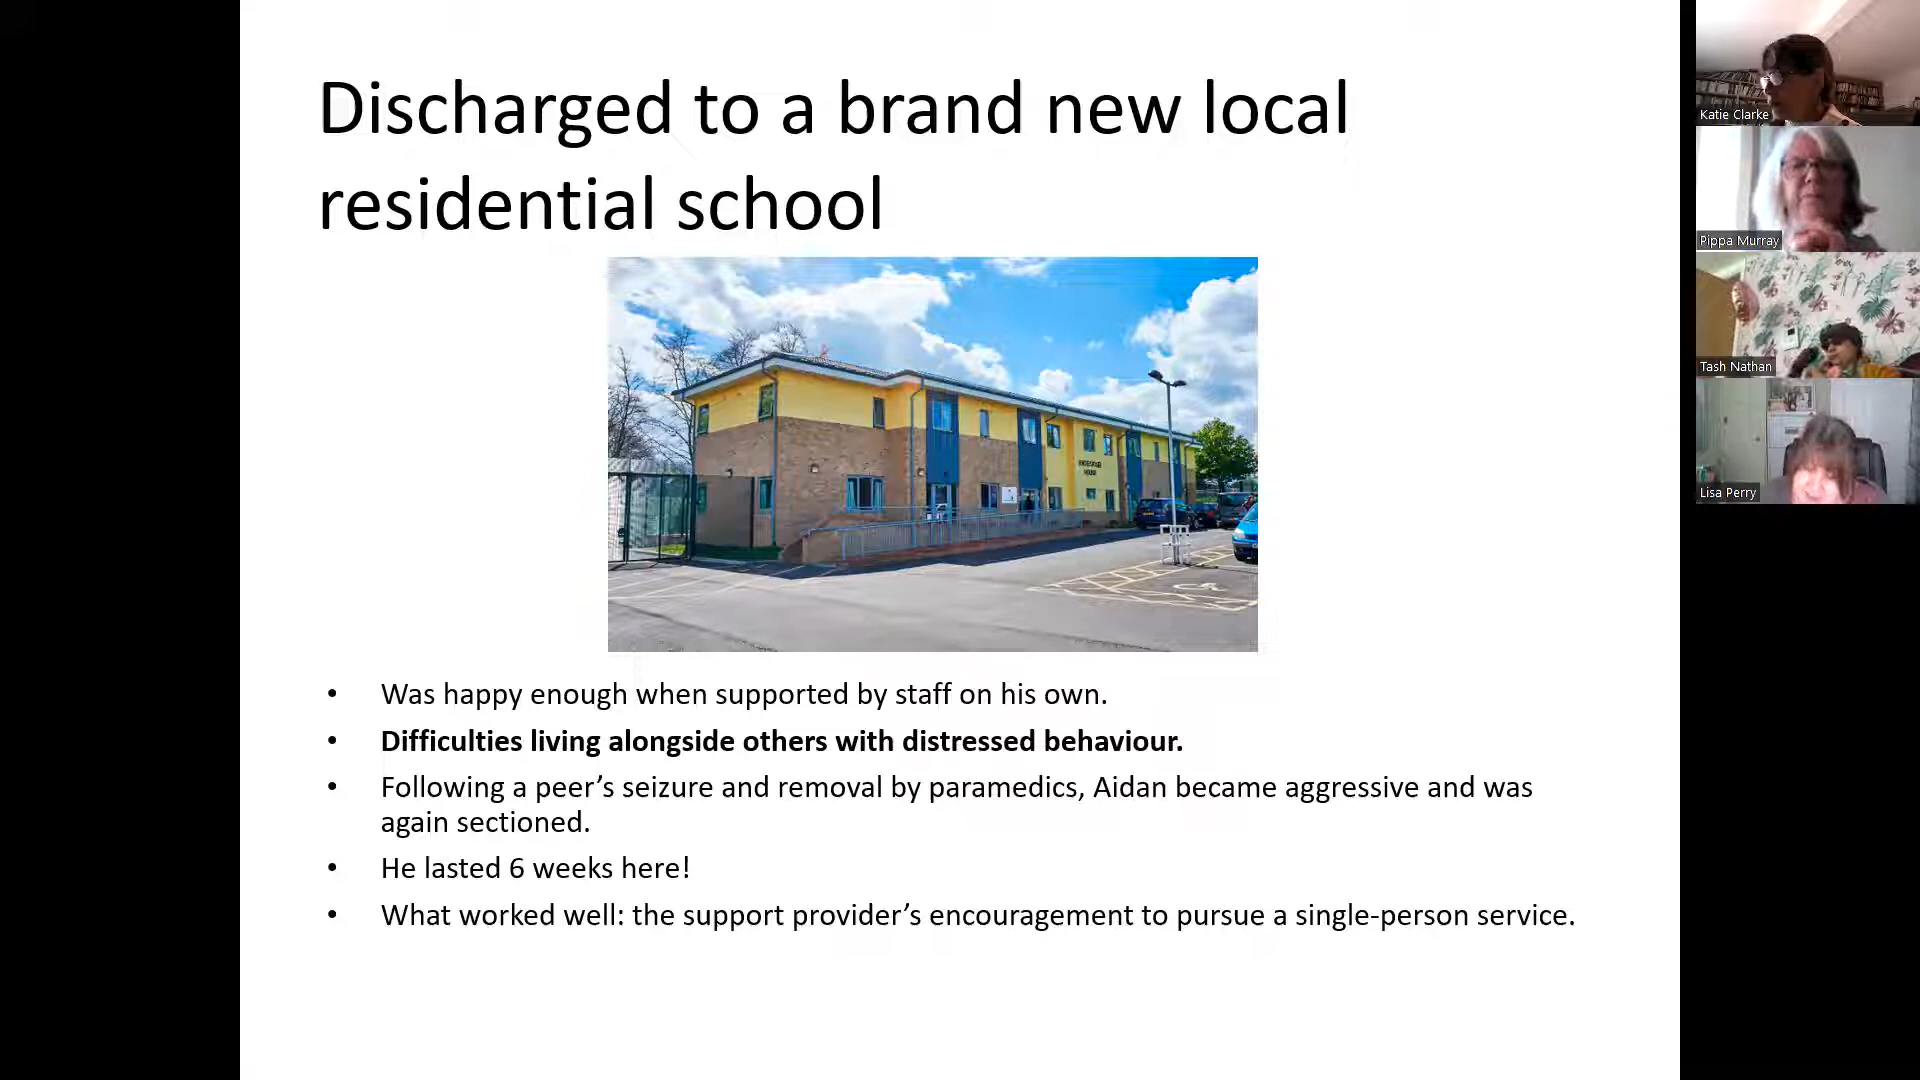 Discharged to a brand new local
residential school
• Was happy enough when supported by staff on his own.
• Difficulties living alongside others with distressed behaviour.
• Following a peer’s seizure and removal by paramedics, Aidan became aggressive and was
again sectioned.
• He lasted 6 weeks here!
• What worked well: the support provider’s encouragement to pursue a single-person service.
Katie Clarke
Pippa Murray
Tash Nathan
Lisa Perry